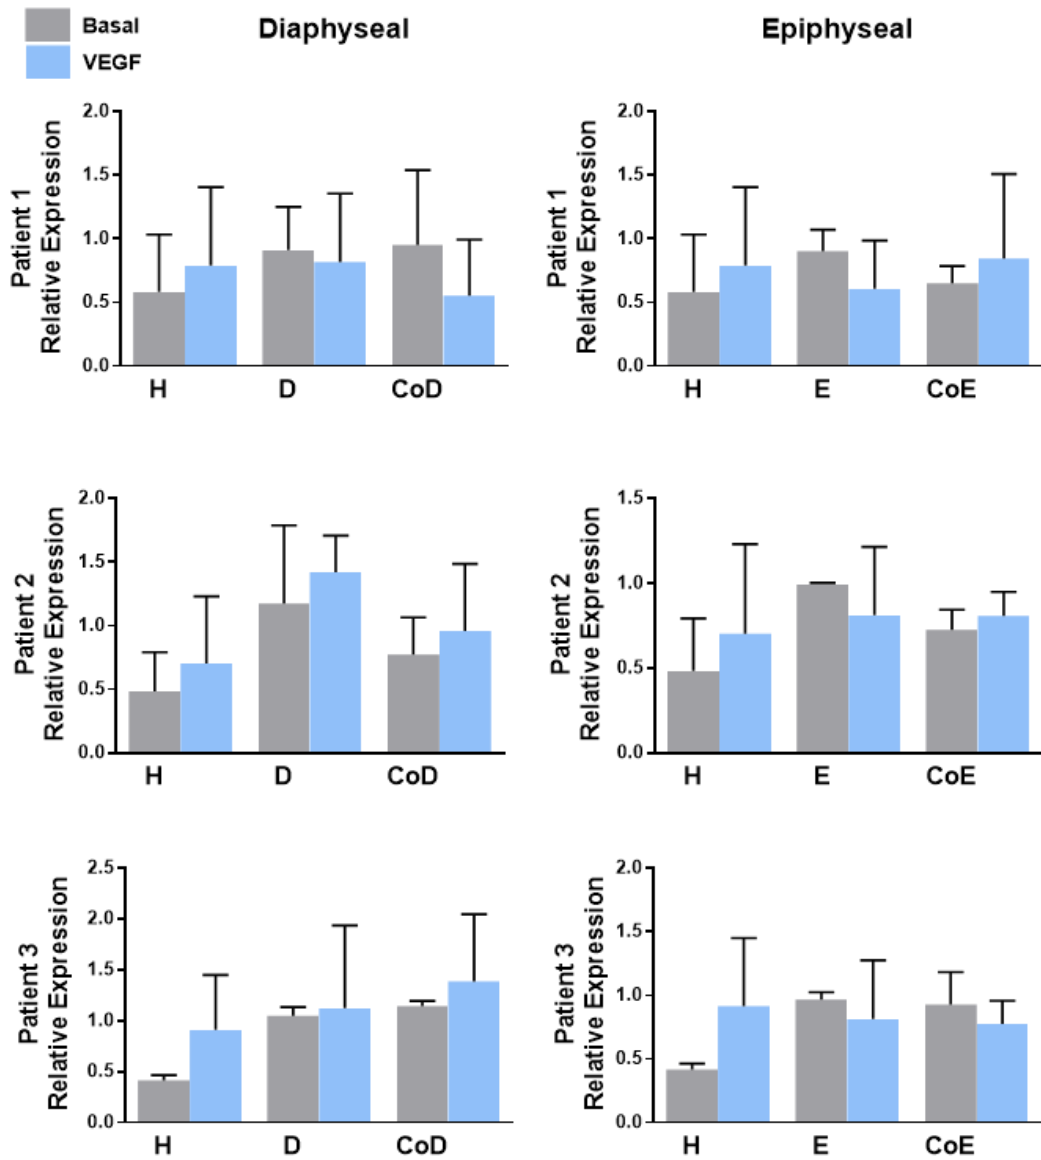 Basal
VEGF
Diaphyseal
Epiphyseal
Patient 1
Relative Expression
2.0
1.5
1.0
0.5
0.0
H
D
CoD
Patient 1
Relative Expression
2.0
1.5
1.0
0.5
0.0
H
E
CoE
Patient 2
Relative Expression
2.0
1.5
1.0
0.5
0.0
H
D
CoD
Patient 2
Relative Expression
1.5
1.0
0.5
0.0
H
E
CoE
Patient 3
Relative Expression
2.5
2.0
1.5
1.0
0.5
0.0
H
D
CoD
Patient 3
Relative Expression
2.0
1.5
1.0
0.5
0.0
H
E
CoE